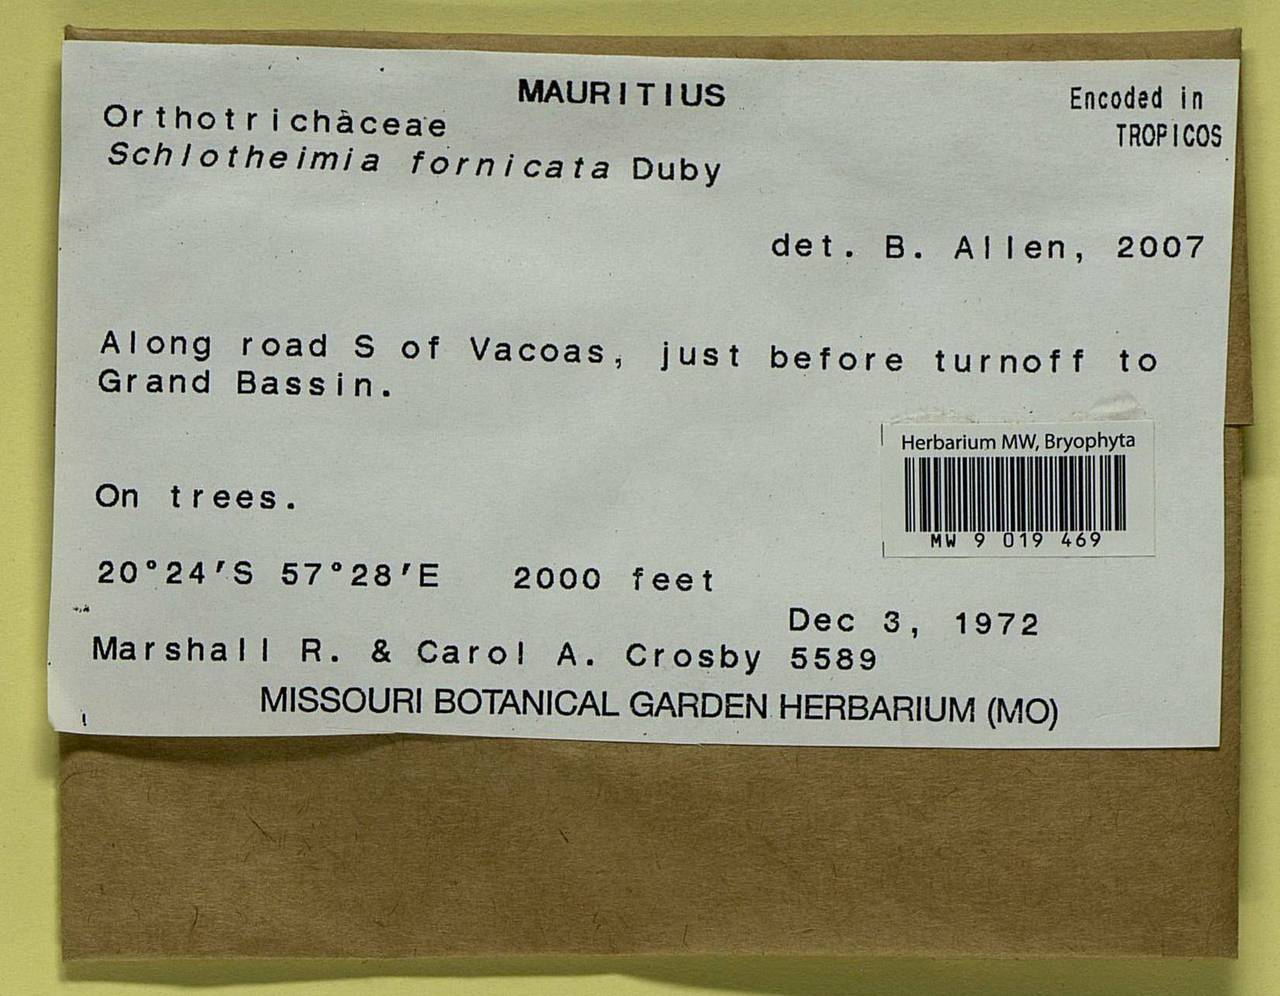 MAURITIUS
Encoded in
TROPICOS
Orthotrichaceae
Schlotheimia fornicata Duby
det. B. Allen, 2007
Along road S of Vacoas, just before turnoff to
Grand Bassin.
Herbarium MW, Bryophyta
MW 9 019 469
On trees.
20°24'S 57°28'E 2000 feet
Dec 3, 1972
Marshall R. & Carol A. Crosby 5589
MISSOURI BOTANICAL GARDEN HERBARIUM (MO)